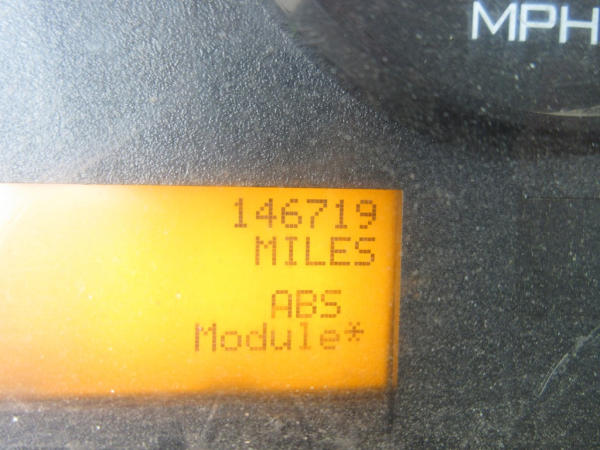 MPH
146719
MILES
ABS
Module*